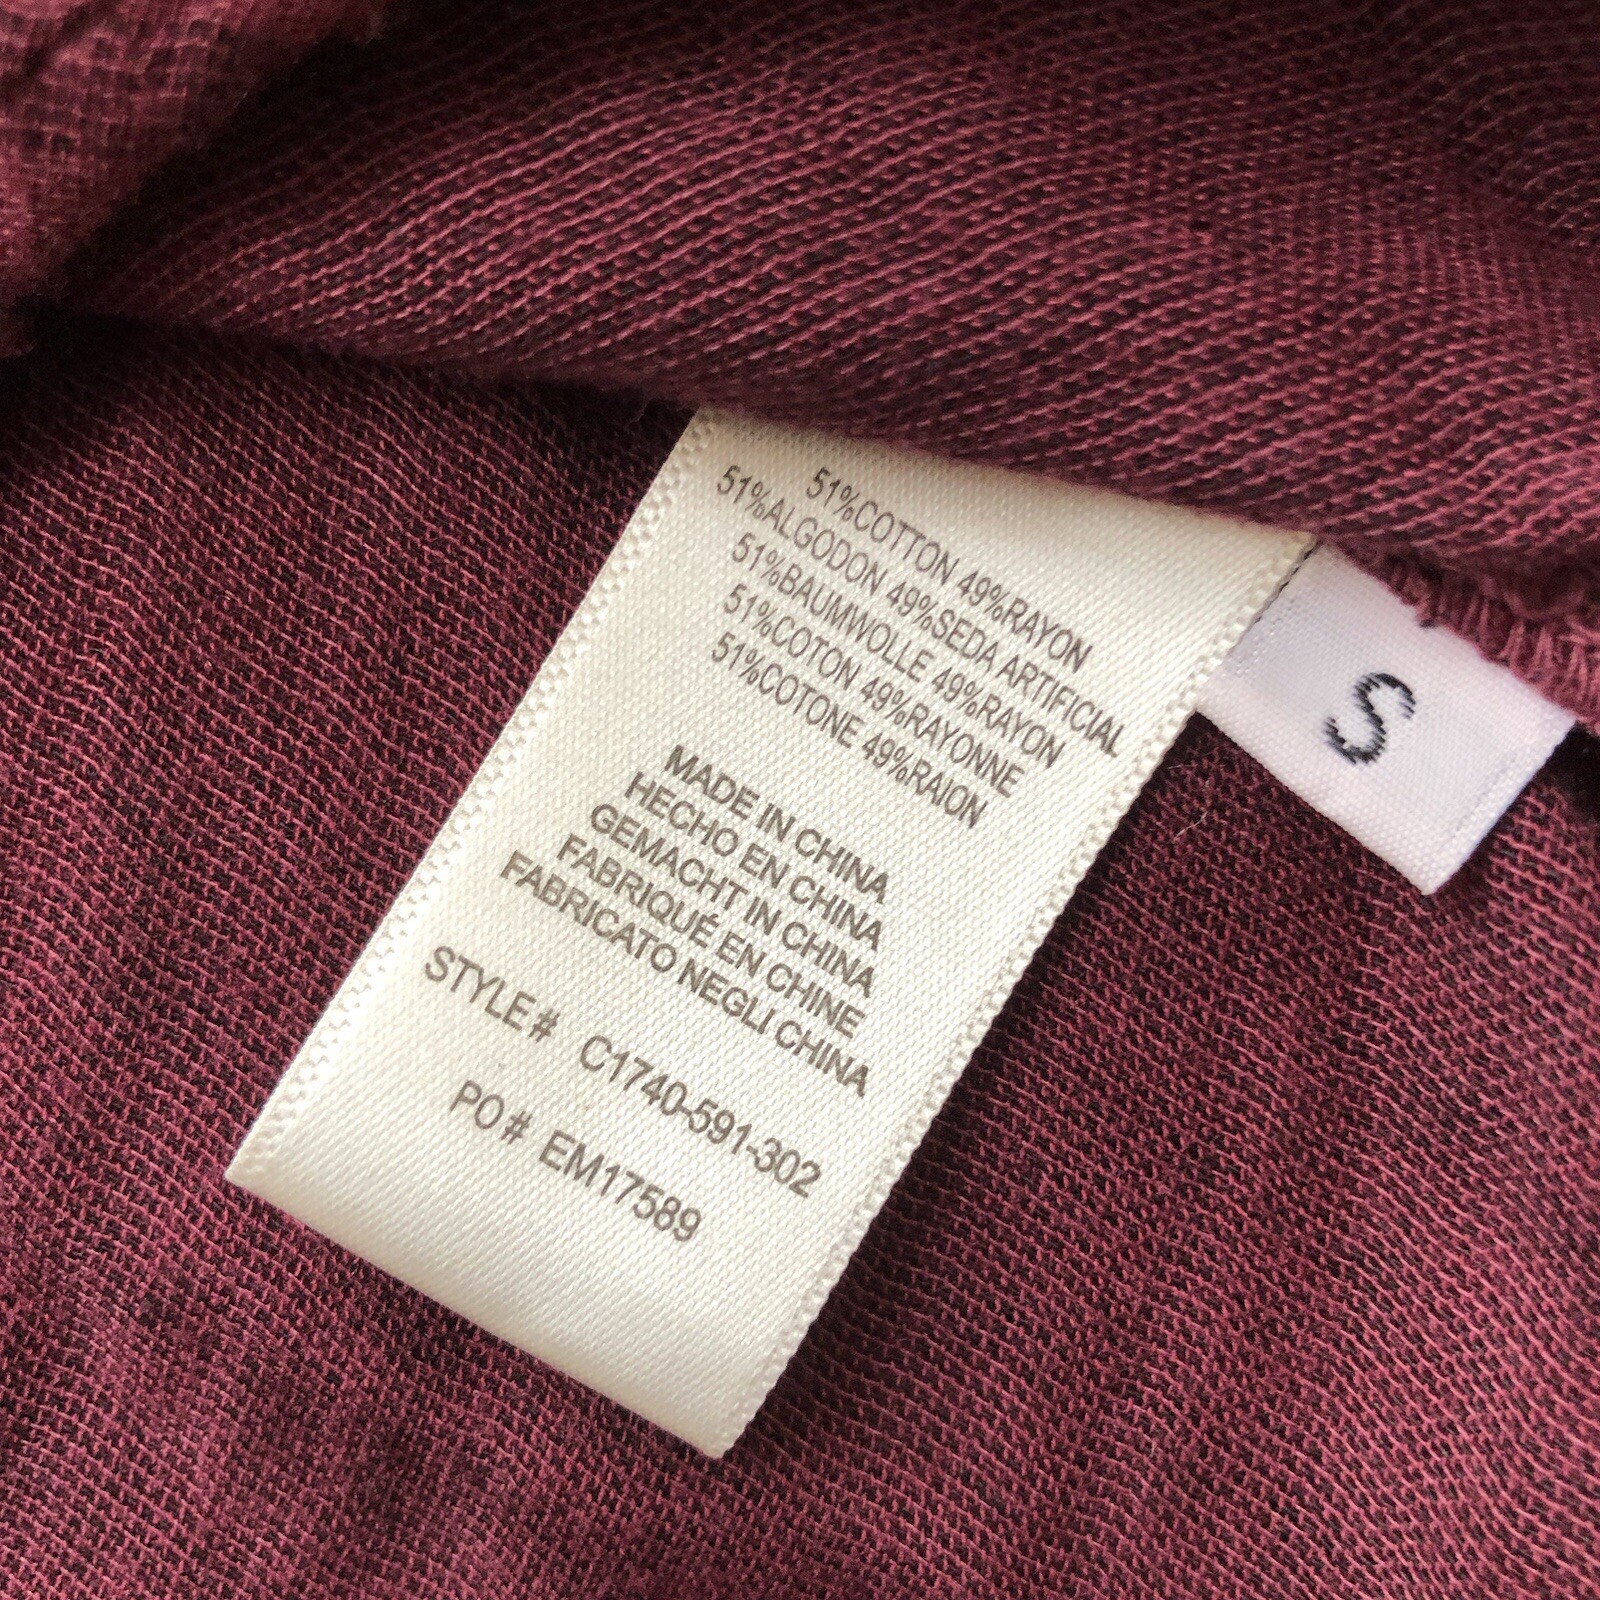 51%COTTON 49%RAYON
51%ALGODON 49%SEDA ARTIFICIAL
51%BAUMWOLLE 49%RAYON
51%COTON 49%RAYONNE
51%COTONE 49%RAION
MADE IN CHINA
HECHO EN CHINA
GEMACHT IN CHINA
FABRIQUÉ EN CHINE
FABRICATO NEGLI CHINA
STYLE# C1740-591-302
PO# EM17589
S